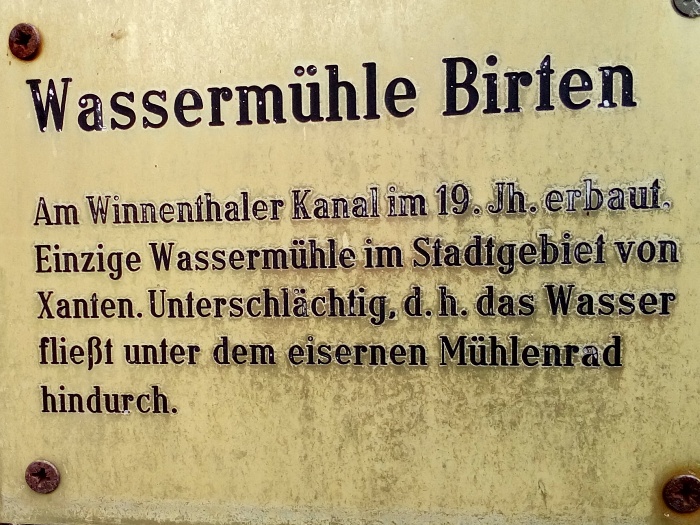 Wassermühle Birten
Am Winnenthaler Kanal im 19. Jh. erbaut.
Einzige Wassermühle im Stadtgebiet von
Xanten. Unterschlächtig, d. h. das Wasser
fließt unter dem eisernen Mühlenrad
hindurch.